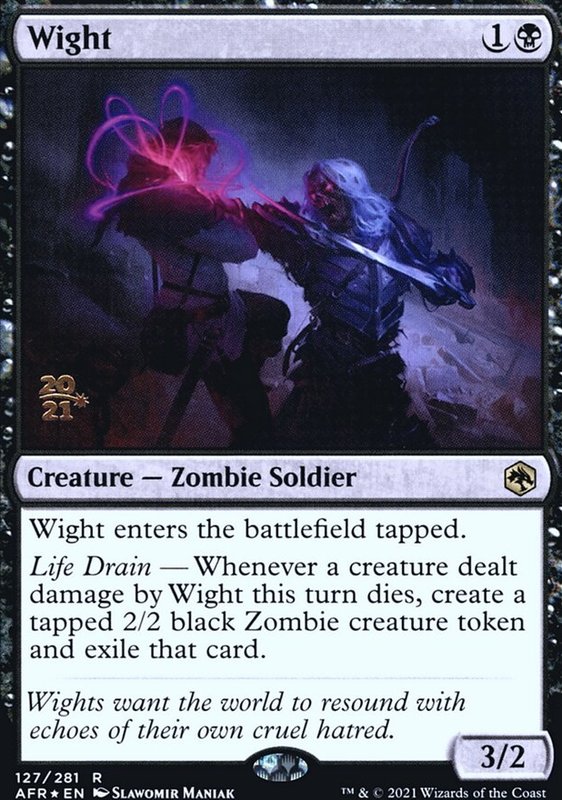 Wight 1
20
21
Creature — Zombie Soldier
Wight enters the battlefield tapped.
Life Drain — Whenever a creature dealt
damage by Wight this turn dies, create a
tapped 2/2 black Zombie creature token
and exile that card.
Wights want the world to resound with
echoes of their own cruel hatred.
3/2
127/281 R
AFR★EN Slawomir Maniak ™ & © 2021 Wizards of the Coast